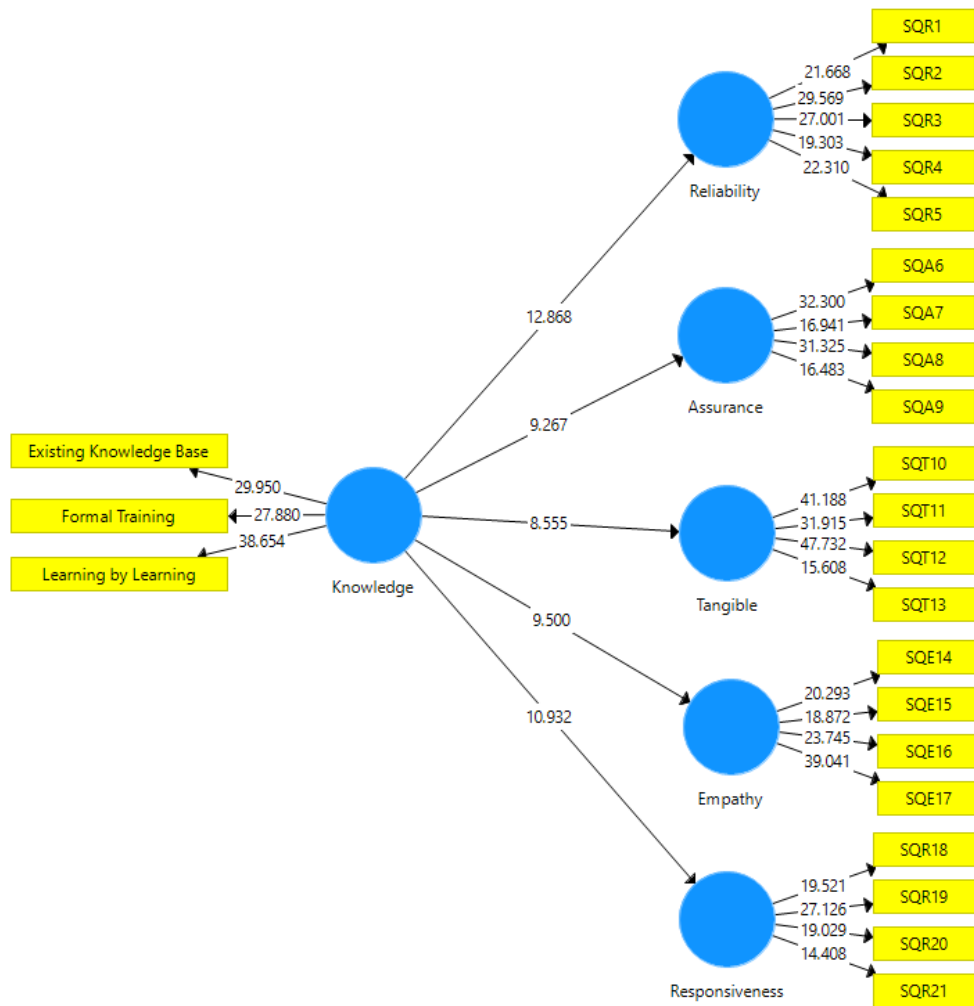 SQR1
21.668
SQR2
29.569
27.001
SQR3
19.303
SQR4
22.310
Reliability
SQR5
SQA6
32.300
12.868
SQA7
16.941
31.325
SQA8
16.483
Assurance
SQA9
9.267
Existing Knowledge Base
SQT10
29.950
41.188
Formal Training
27.880
8.555
SQT11
31.915
38.654
47.732
SQT12
Learning by Learning
15.608
Knowledge
Tangible
SQT13
9.500
SQE14
20.293
18.872
SQE15
10.932
23.745
SQE16
39.041
Empathy
SQE17
SQR18
19.521
27.126
SQR19
19.029
SQR20
14.408
Responsiveness
SQR21